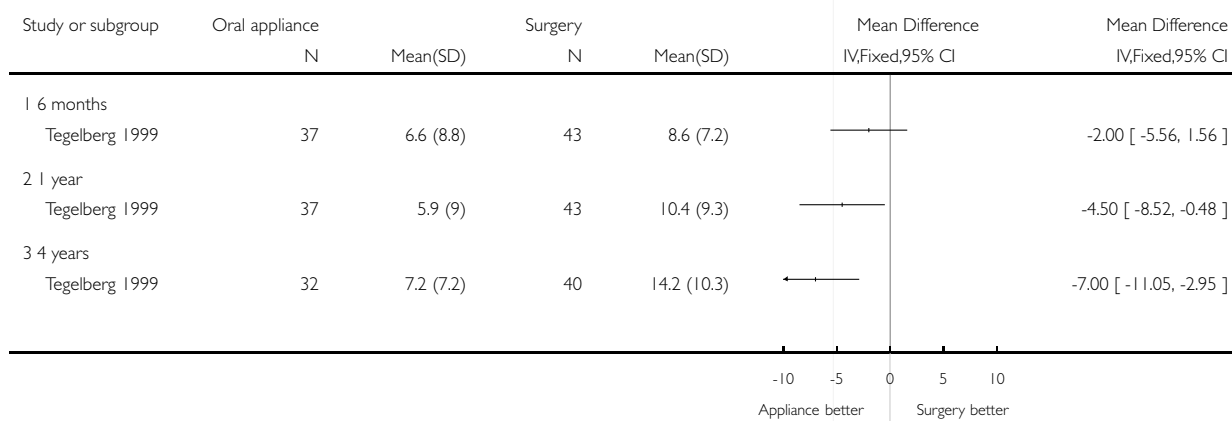 Study or subgroup Oral appliance Surgery Mean Difference Mean Difference
N Mean(SD) N Mean(SD) IV,Fixed,95% CI IV,Fixed,95% CI
1 6 months
Tegelberg 1999 37 6.6 (8.8) 43 8.6 (7.2) -2.00 [ -5.56, 1.56 ]
2 1 year
Tegelberg 1999 37 5.9 (9) 43 10.4 (9.3) -4.50 [ -8.52, -0.48 ]
3 4 years
Tegelberg 1999 32 7.2 (7.2) 40 14.2 (10.3) -7.00 [ -11.05, -2.95 ]
-10 -5 0 5 10
Appliance better Surgery better